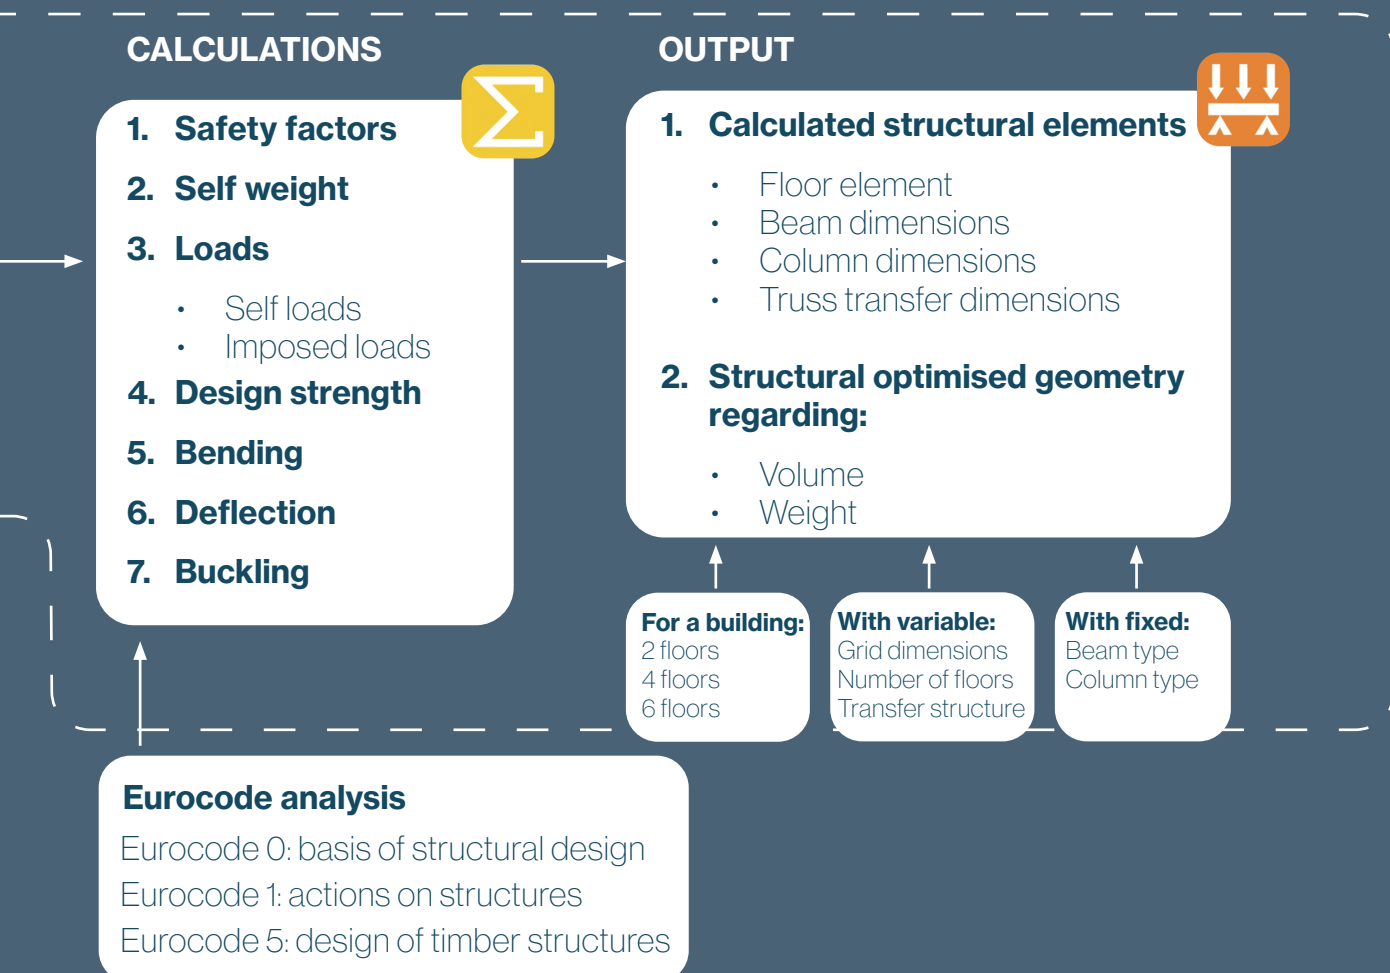 CALCULATIONS
1. Safety factors
2. Self weight
3. Loads
• Self loads
• Imposed loads
4. Design strength
5. Bending
6. Deflection
7. Buckling
OUTPUT
1. Calculated structural elements
• Floor element
• Beam dimensions
• Column dimensions
• Truss transfer dimensions
2. Structural optimised geometry
regarding:
• Volume
• Weight
For a building:
2 floors
4 floors
6 floors
With variable:
Grid dimensions
Number of floors
Transfer structure
With fixed:
Beam type
Column type
Eurocode analysis
Eurocode 0: basis of structural design
Eurocode 1: actions on structures
Eurocode 5: design of timber structures